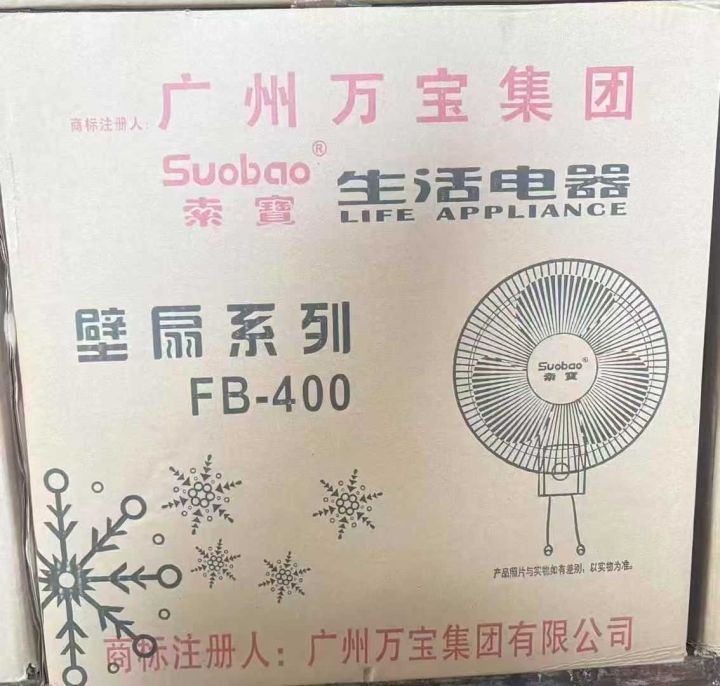 商标注册人:广州万宝集团
Suobao®
索寶
生活电器
LIFE APPLIANCE
壁扇系列
FB-400
Suobao®
索寶
产品照片与实物如有差别,以实物为准。
商标注册人:广州万宝集团有限公司